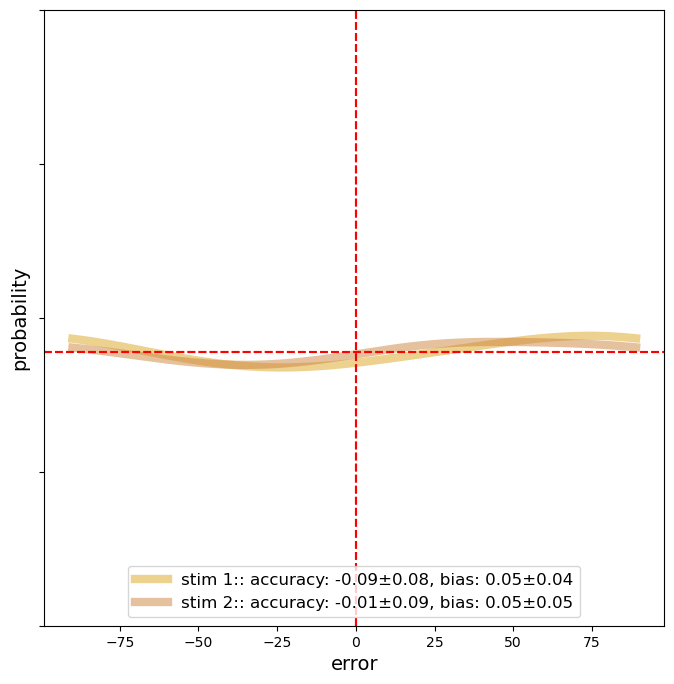 probability
stim 1:: accuracy: -0.09±0.08, bias: 0.05±0.04
stim 2:: accuracy: -0.01±0.09, bias: 0.05±0.05
−75 −50 −25 0 25 50 75
error